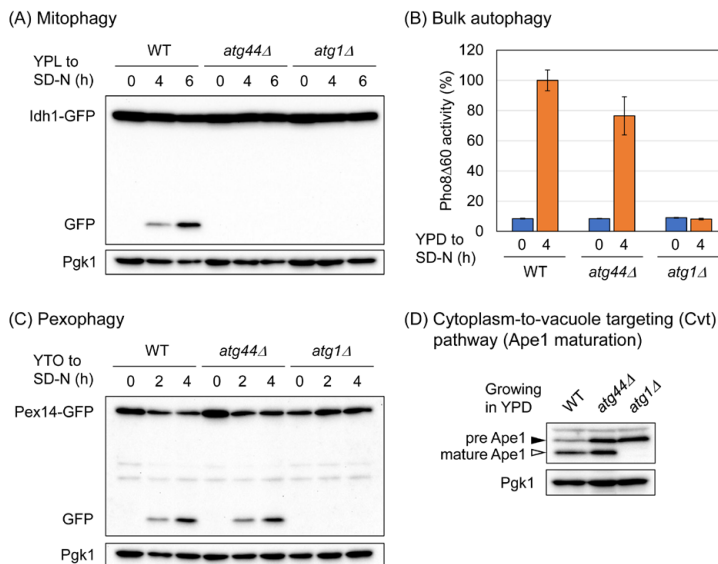 (A) Mitophagy
WT atg44Δ atg1Δ
YPL to
SD-N (h) 0 4 6 0 4 6 0 4 6
Idh1-GFP
GFP
Pgk1
(B) Bulk autophagy
120
100
80
60
40
20
0
Pho8Δ60 activity (%)
YPD to
SD-N (h) 0 4 0 4 0 4
WT atg44Δ atg1Δ
(C) Pexophagy
WT atg44Δ atg1Δ
YTO to
SD-N (h) 0 2 4 0 2 4 0 2 4
Pex14-GFP
GFP
Pgk1
(D) Cytoplasm-to-vacuole targeting (Cvt)
pathway (Ape1 maturation)
Growing
in YPD WT atg44Δ atg1Δ
pre Ape1
mature Ape1
Pgk1